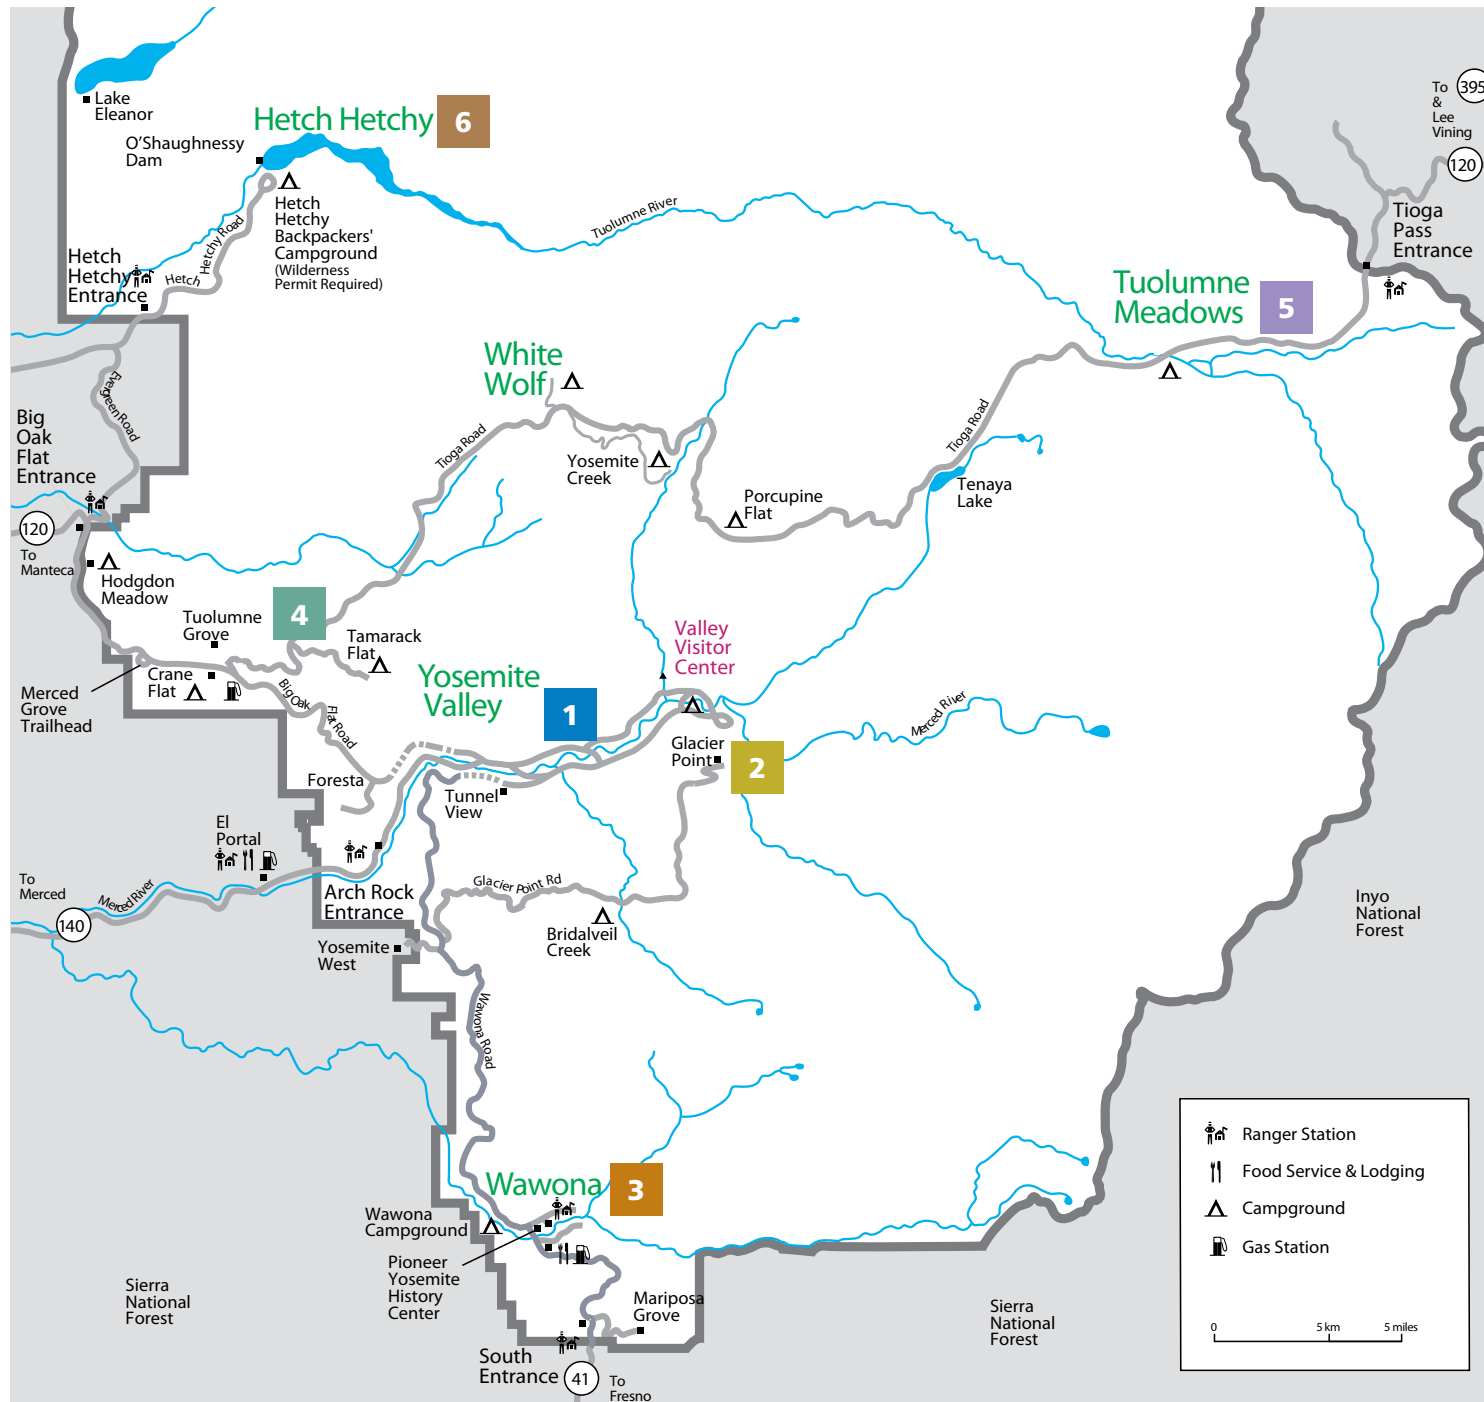 Lake
Eleanor
O'Shaughnessy
Dam
Hetch Hetchy
6
Hetch
Hetchy
Backpackers'
Campground
(Wilderness
Permit Required)
Hetch
Hetchy
Entrance
Hetch Hetchy Road
Tuolumne River
To 395
&
Lee
Vining
120
Tioga
Pass
Entrance
Tuolumne
Meadows
5
White
Wolf
Evergreen Road
Big
Oak
Flat
Entrance
120
To
Manteca
Tioga Road
Yosemite
Creek
Porcupine
Flat
Tioga Road
Tenaya
Lake
Hodgdon
Meadow
Tuolumne
Grove
4
Tamarack
Flat
Crane
Flat
Merced
Grove
Trailhead
Big Oak Flat Road
Yosemite
Valley
1
Valley
Visitor
Center
Merced River
Glacier
Point
2
Foresta
Tunnel
View
El
Portal
To
Merced
Merced River
140
Arch Rock
Entrance
Glacier Point Rd
Bridalveil
Creek
Yosemite
West
Inyo
National
Forest
Wawona Road
Wawona
3
Wawona
Campground
Pioneer
Yosemite
History
Center
Mariposa
Grove
South
Entrance
41
To
Fresno
Sierra
National
Forest
Sierra
National
Forest
Ranger Station
Food Service & Lodging
Campground
Gas Station
0 5 km 5 miles